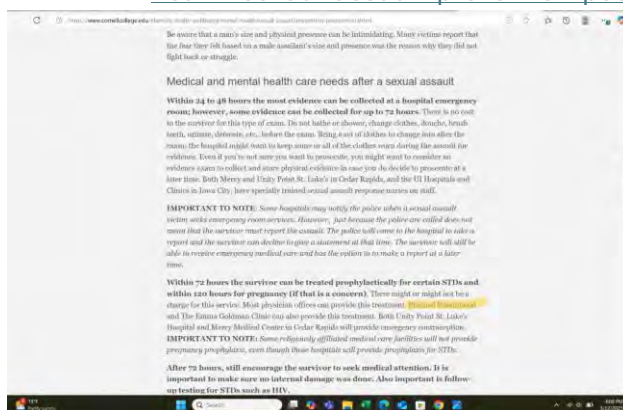 https://www.cornellcollege.edu/
Be aware that a man's size and physical presence can be intimidating. Many victims report that
the fear they felt based on a male assailant's size and presence was the reason why they did not
fight back or struggle.
Medical and mental health care needs after a sexual assault
Within 24 to 48 hours the most evidence can be collected at a hospital emergency
room; however, some evidence can be collected for up to 72 hours. There is no cost
to the survivor for this type of exam. Do not bathe or shower, change clothes, douche, brush
teeth, urinate, defecate, etc., before the exam. Bring a set of clothes to change into after the
exam; the hospital might want to keep some or all of the clothes worn during the assault for
evidence. Even if you're not sure you want to prosecute, you might want to consider an
evidence exam to collect and store physical evidence in case you do decide to prosecute at a
later time. Both Mercy and Unity Point St. Luke's in Cedar Rapids, and the UI Hospitals and
Clinics in Iowa City, have specially trained sexual assault response nurses on staff.
IMPORTANT TO NOTE: Some hospitals may notify the police when a sexual assault
victim seeks emergency room services. However, just because the police are called does not
mean that the survivor must report the assault. The police will come to the hospital to take a
report and the survivor can decline to give a statement at that time. The survivor will still be
able to receive emergency medical care and has the option to to make a report at a later
time.
Within 72 hours the survivor can be treated prophylactically for certain STDs and
within 120 hours for pregnancy (if that is a concern). There might or might not be a
charge for this service. Most physician offices can provide this treatment. Planned Parenthood
and The Emma Goldman Clinic can also provide this treatment. Both Unity Point St. Luke's
Hospital and Mercy Medical Center in Cedar Rapids will provide emergency contraception.
IMPORTANT TO NOTE: Some religiously affiliated medical care facilities will not provide
pregnancy prophylaxis, even though those hospitals will provide prophylaxis for STDs.
After 72 hours, still encourage the survivor to seek medical attention. It is
important to make sure no internal damage was done. Also important is follow-
up testing for STDs such as HIV.
Search